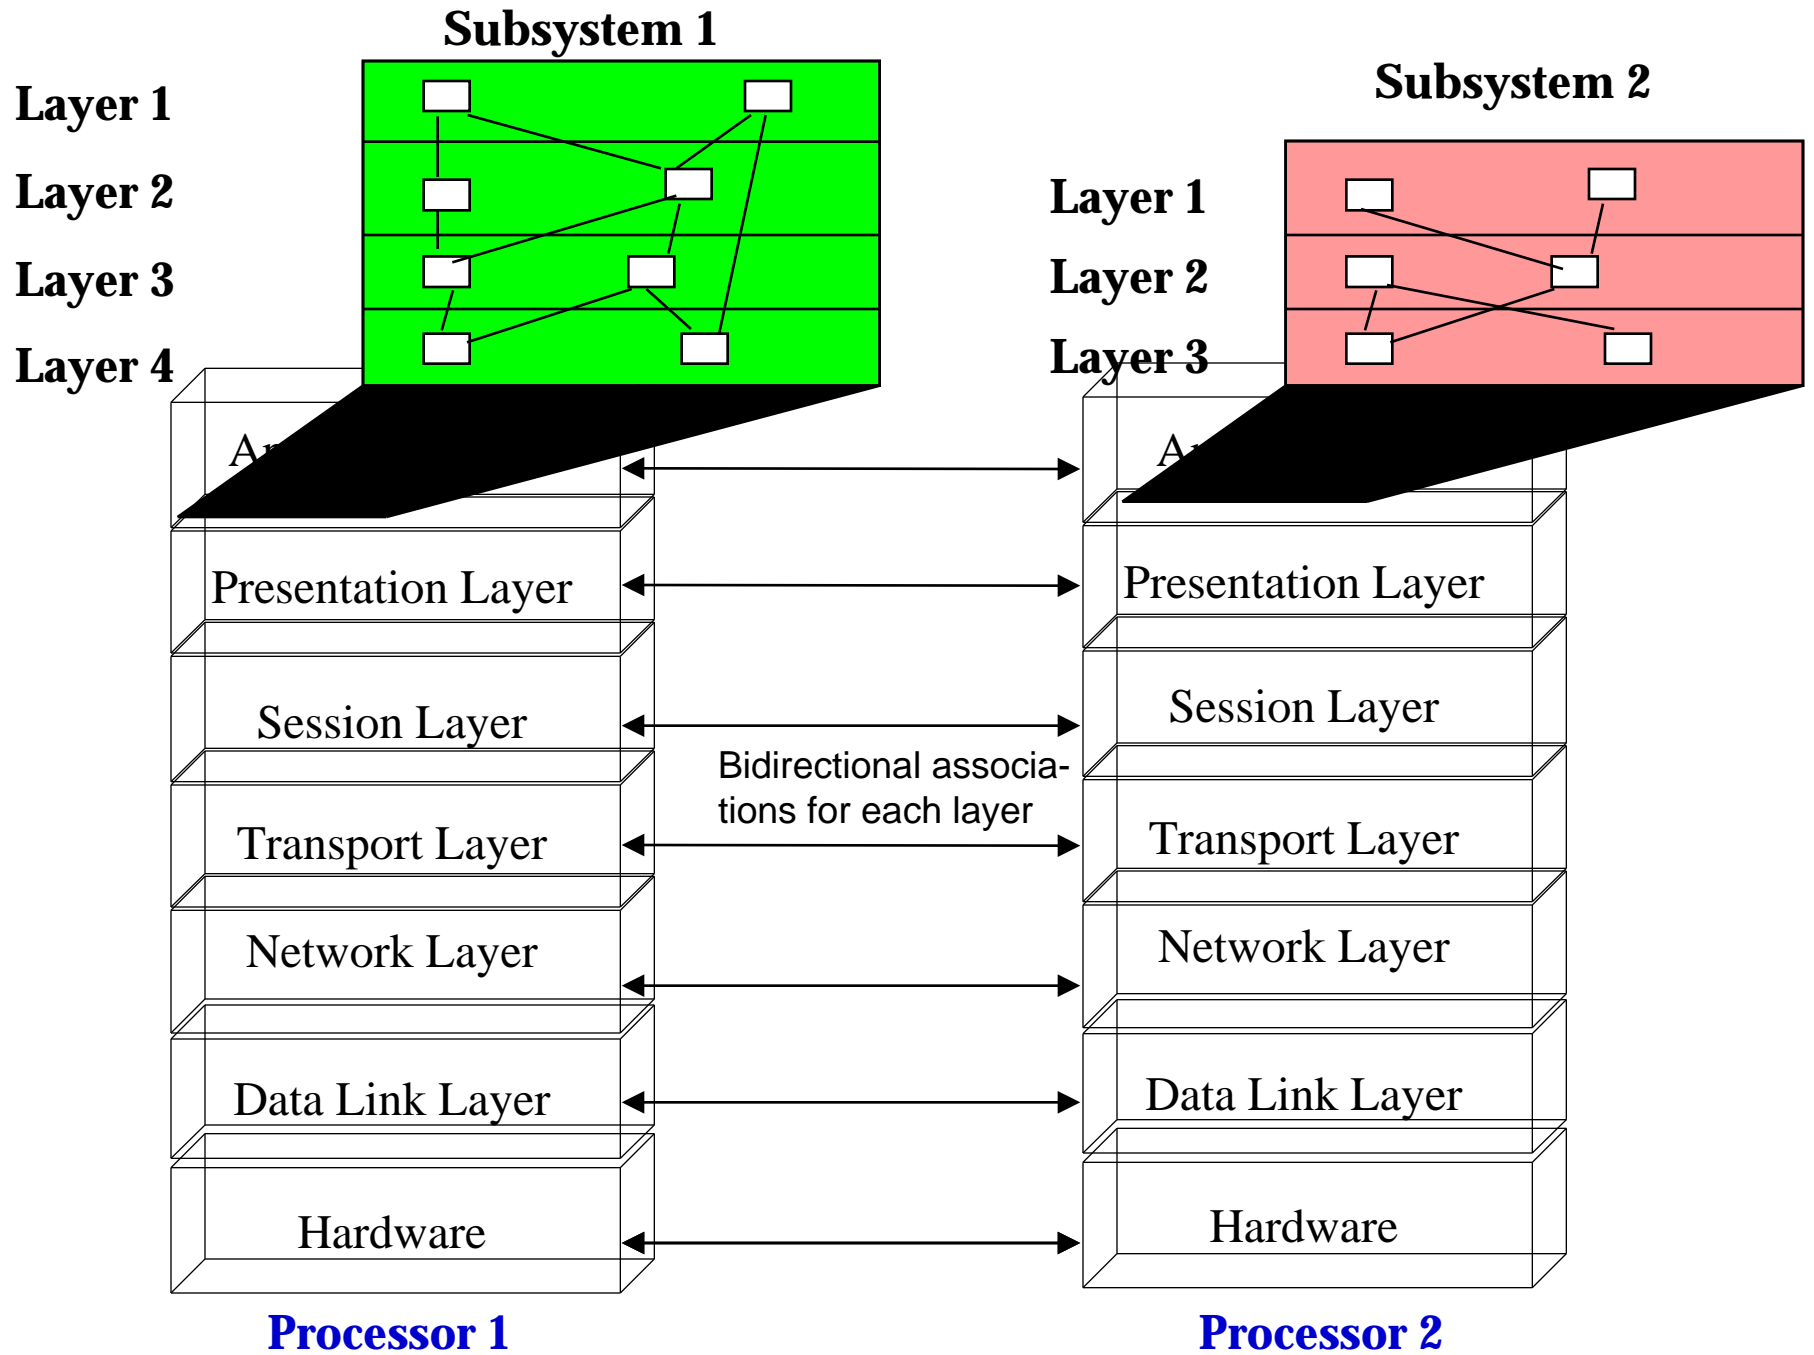 Subsystem 1
Layer 1
Layer 2
Layer 3
Layer 4
Subsystem 2
Layer 1
Layer 2
Layer 3
Presentation Layer
Session Layer
Transport Layer
Network Layer
Data Link Layer
Hardware
Processor 1
Bidirectional associa-
tions for each layer
Presentation Layer
Session Layer
Transport Layer
Network Layer
Data Link Layer
Hardware
Processor 2